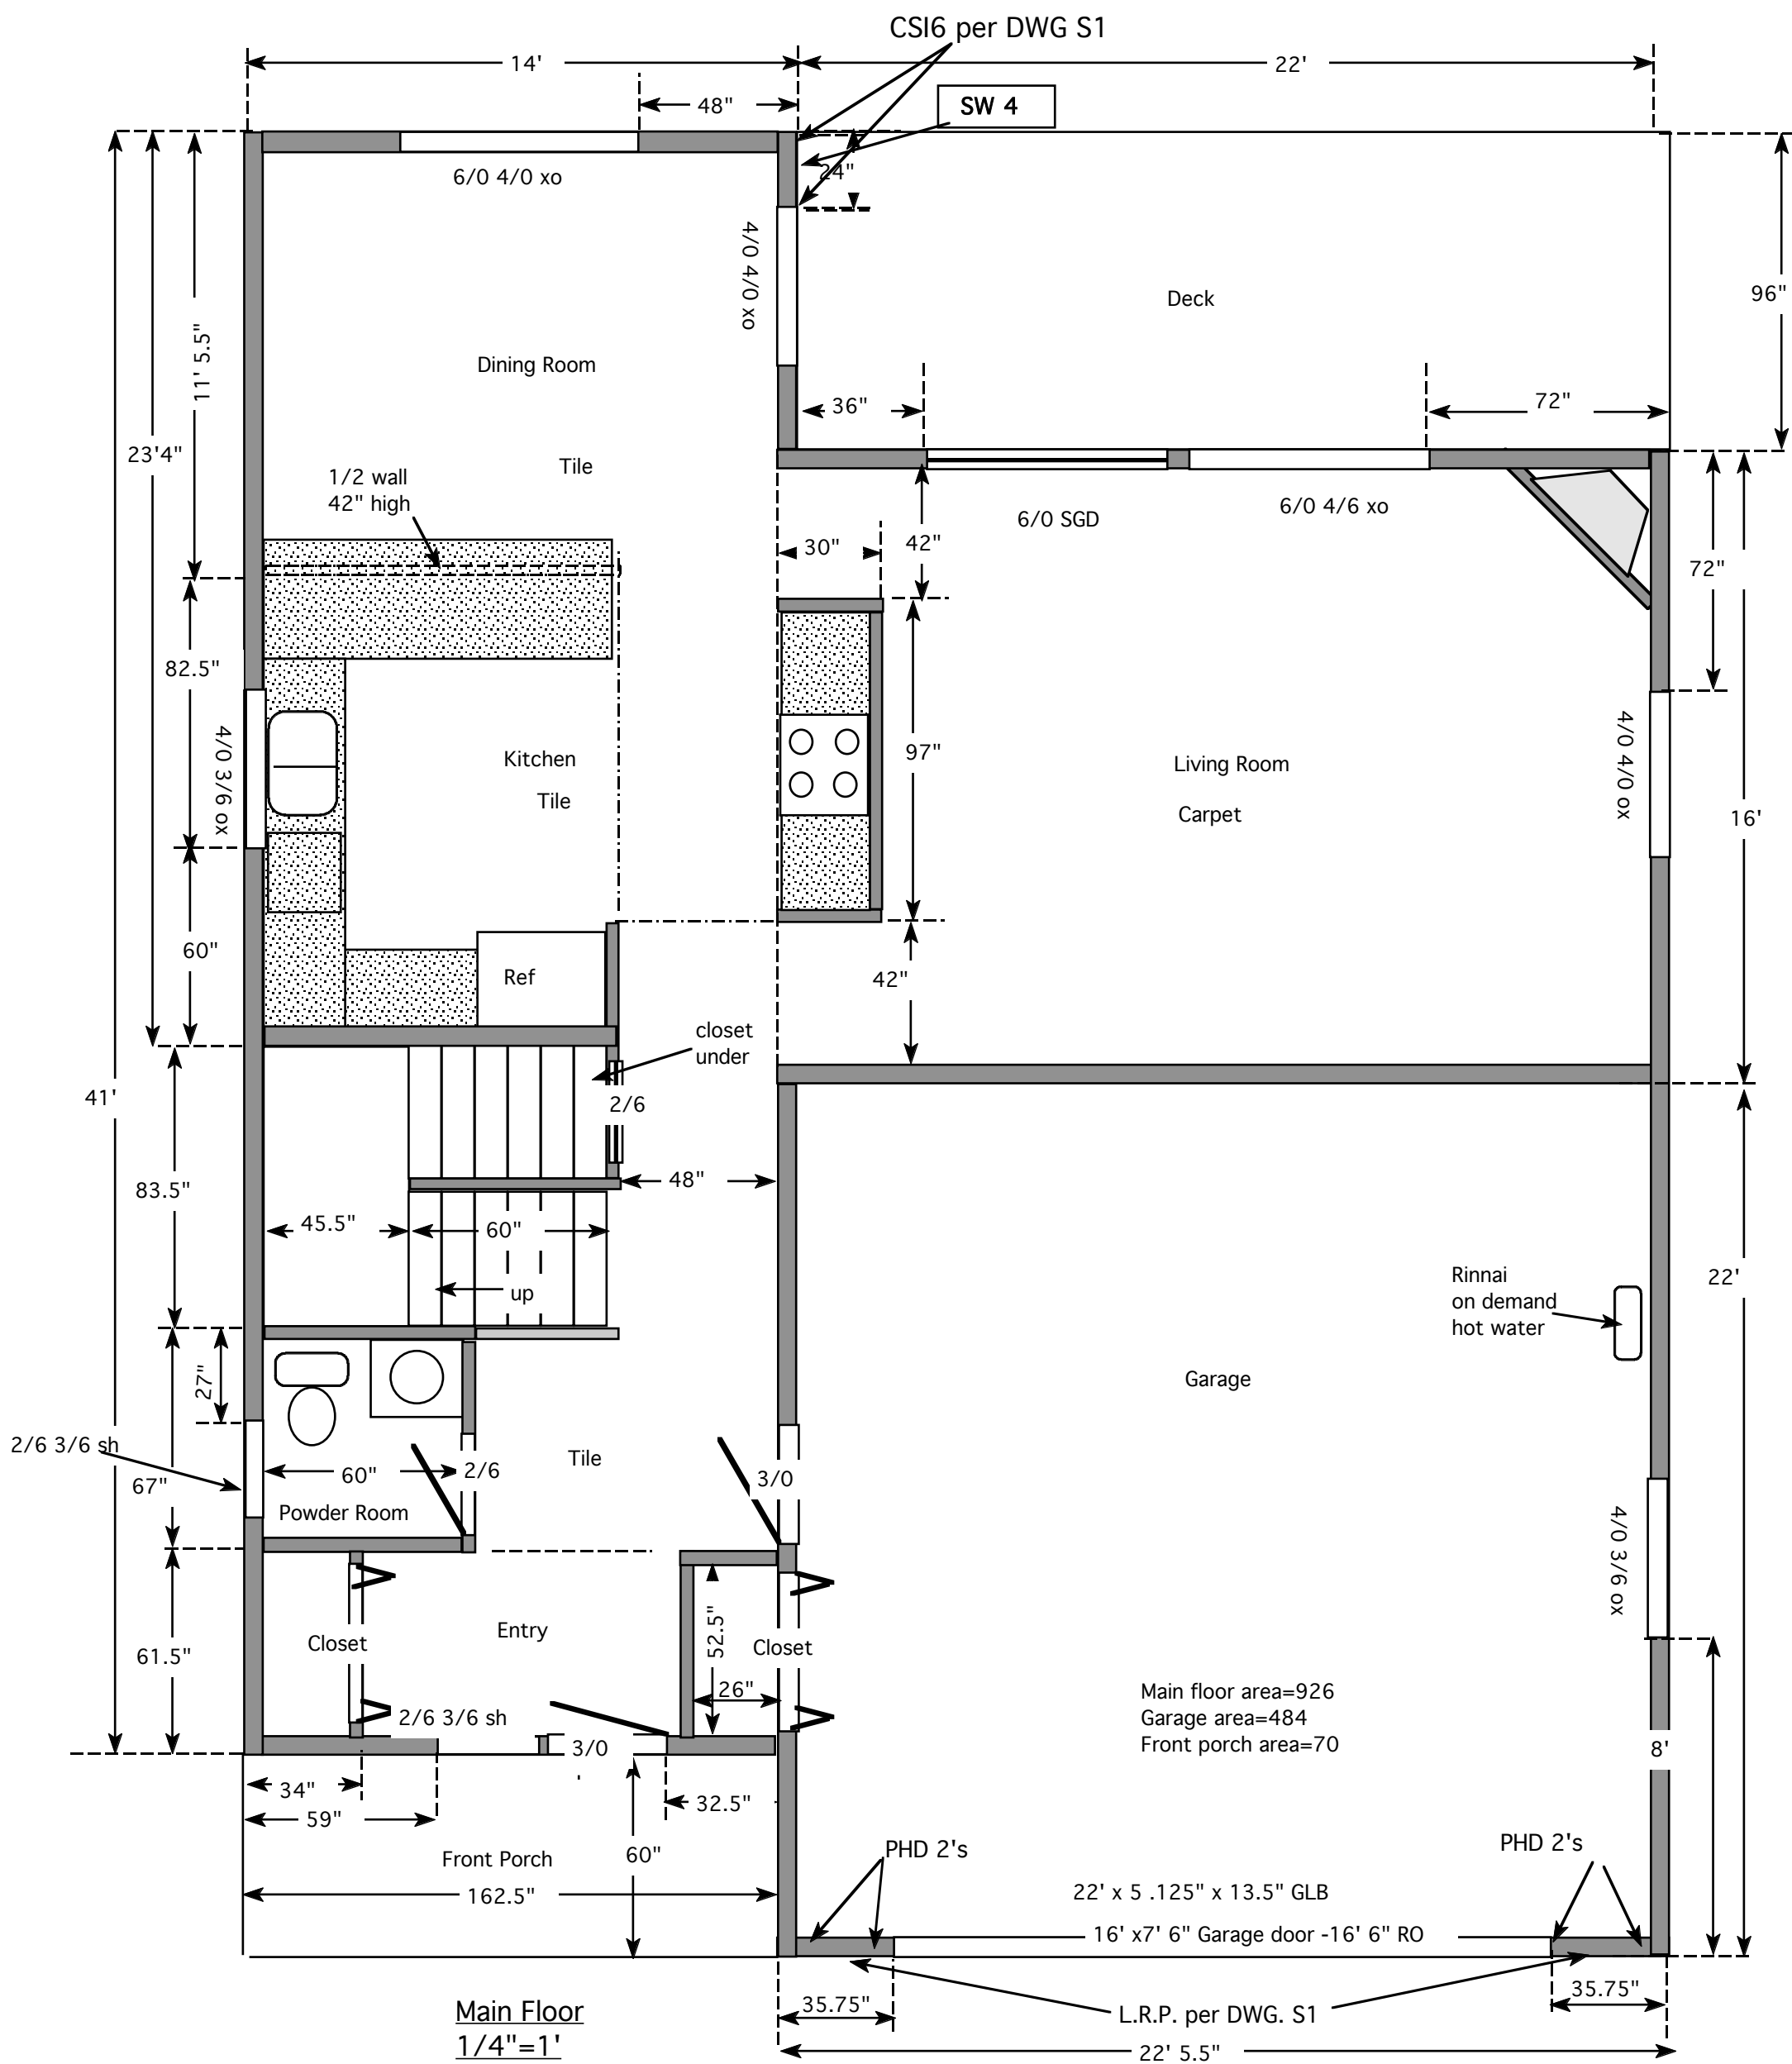 CSI6 per DWG S1
14'
22'
48"
SW 4
24"
6/0 4/0 xo
4/0 4/0 xo
Deck
96"
11' 5.5"
Dining Room
36"
72"
23'4"
Tile
1/2 wall
42" high
6/0 SGD
6/0 4/6 xo
30"
42"
72"
82.5"
4/0 3/6 ox
Kitchen
Tile
97"
Living Room
Carpet
4/0 4/0 ox
16'
60"
Ref
42"
closet
under
41'
2/6
83.5"
48"
45.5"
60"
up
Rinnai
on demand
hot water
22'
27"
Garage
2/6 3/6 sh
67"
60"
2/6
Tile
3/0
Powder Room
4/0 3/6 ox
61.5"
Closet
Entry
52.5"
Closet
26"
2/6 3/6 sh
3/0
Main floor area=926
Garage area=484
Front porch area=70
8'
34"
59"
32.5"
Front Porch
60"
162.5"
PHD 2's
PHD 2's
22' x 5 .125" x 13.5" GLB
16' x7' 6" Garage door -16' 6" RO
35.75"
35.75"
L.R.P. per DWG. S1
22' 5.5"
Main Floor
1/4"=1'